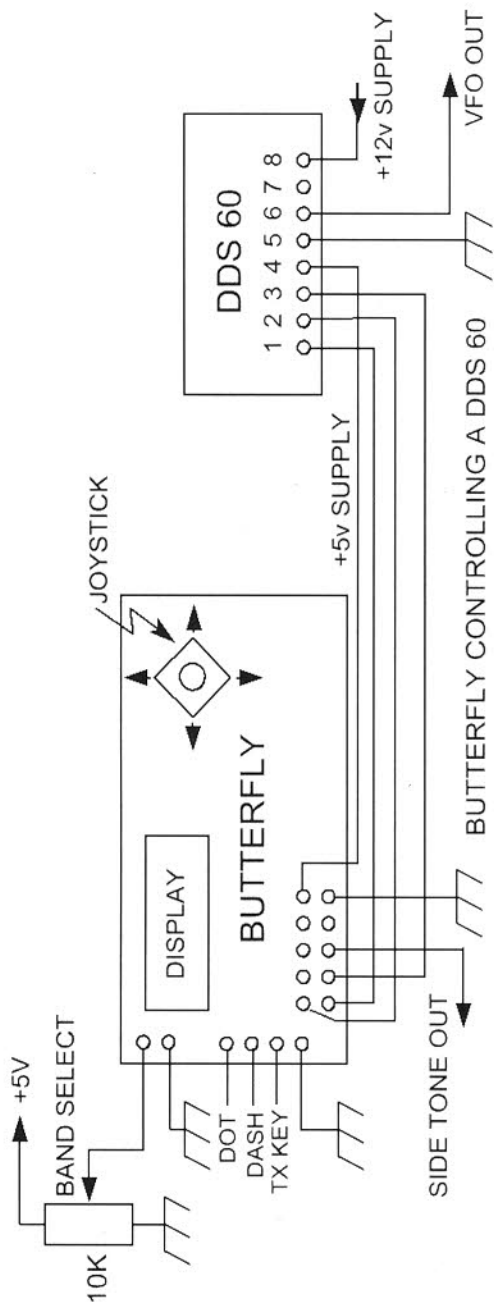 +5V
BAND SELECT
10K
DISPLAY
JOYSTICK
BUTTERFLY
DOT
DASH
TX KEY
SIDE TONE OUT
+5v SUPPLY
DDS 60
1 2 3 4 5 6 7 8
+12v SUPPLY
VFO OUT
BUTTERFLY CONTROLLING A DDS 60